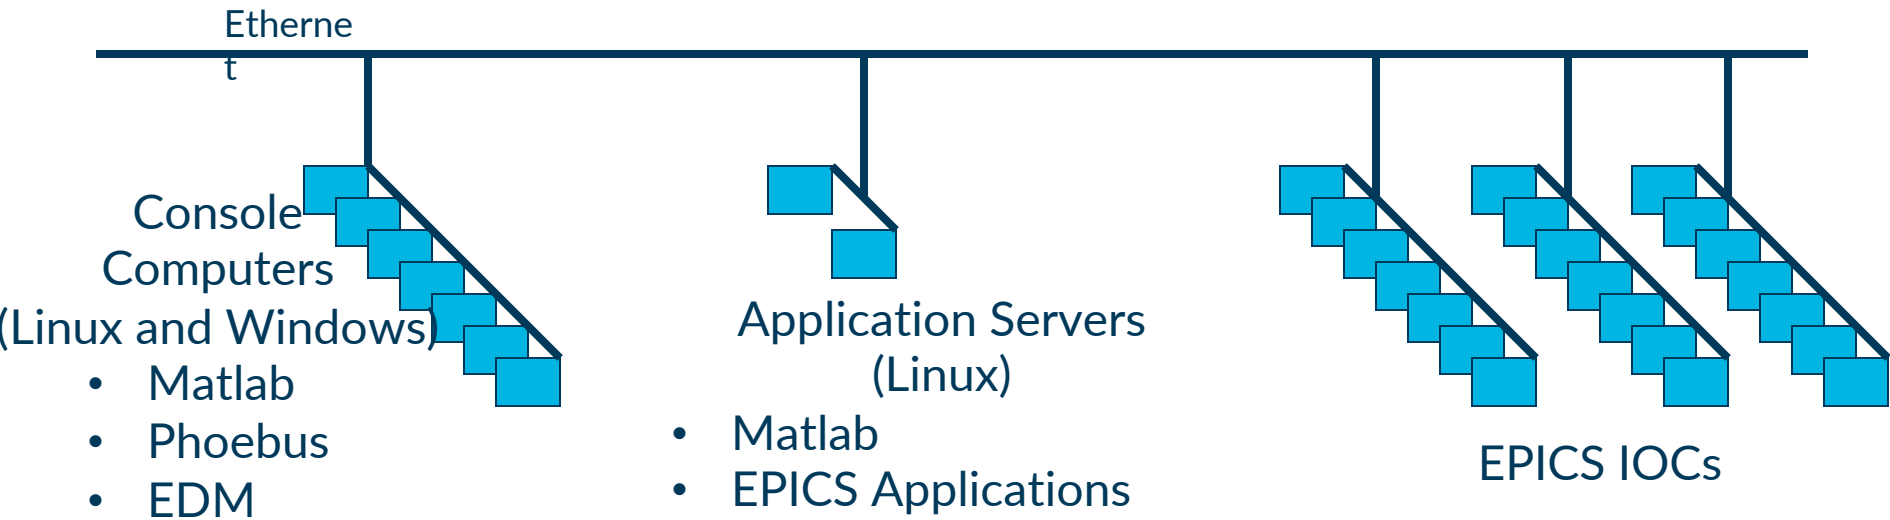 Etherne
t
Console
Computers
(Linux and Windows)
• Matlab
• Phoebus
• EDM
Application Servers
(Linux)
• Matlab
• EPICS Applications
EPICS IOCs